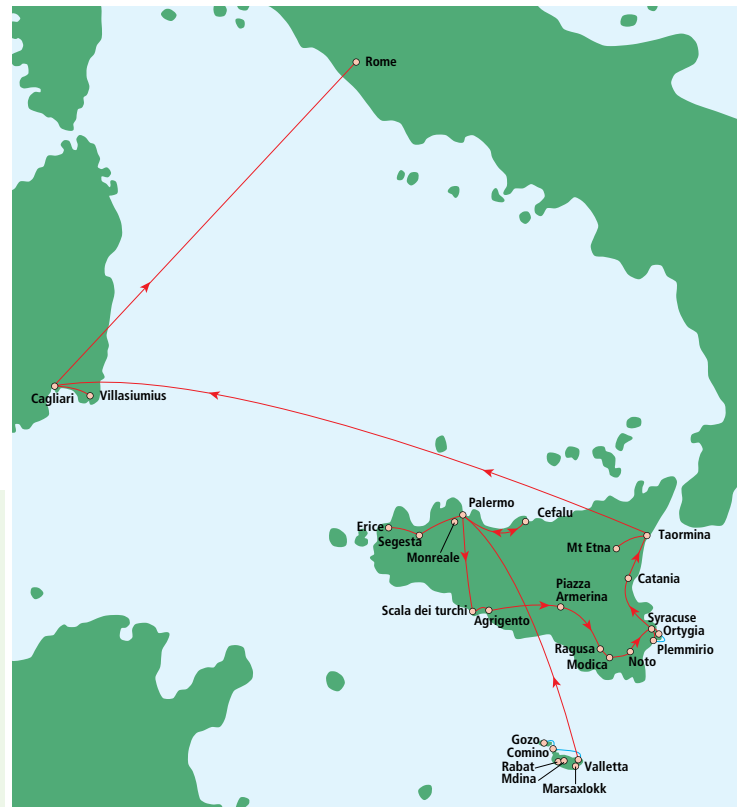 Rome
Cagliari
Villasiumius
Palermo
Cefalu
Erice
Segesta
Monreale
Taormina
Mt Etna
Catania
Piazza
Armerina
Scala dei turchi
Agrigento
Syracuse
Ortygia
Plemmirio
Ragusa
Modica
Noto
Gozo
Comino
Rabat
Mdina
Valletta
Marsaxlokk